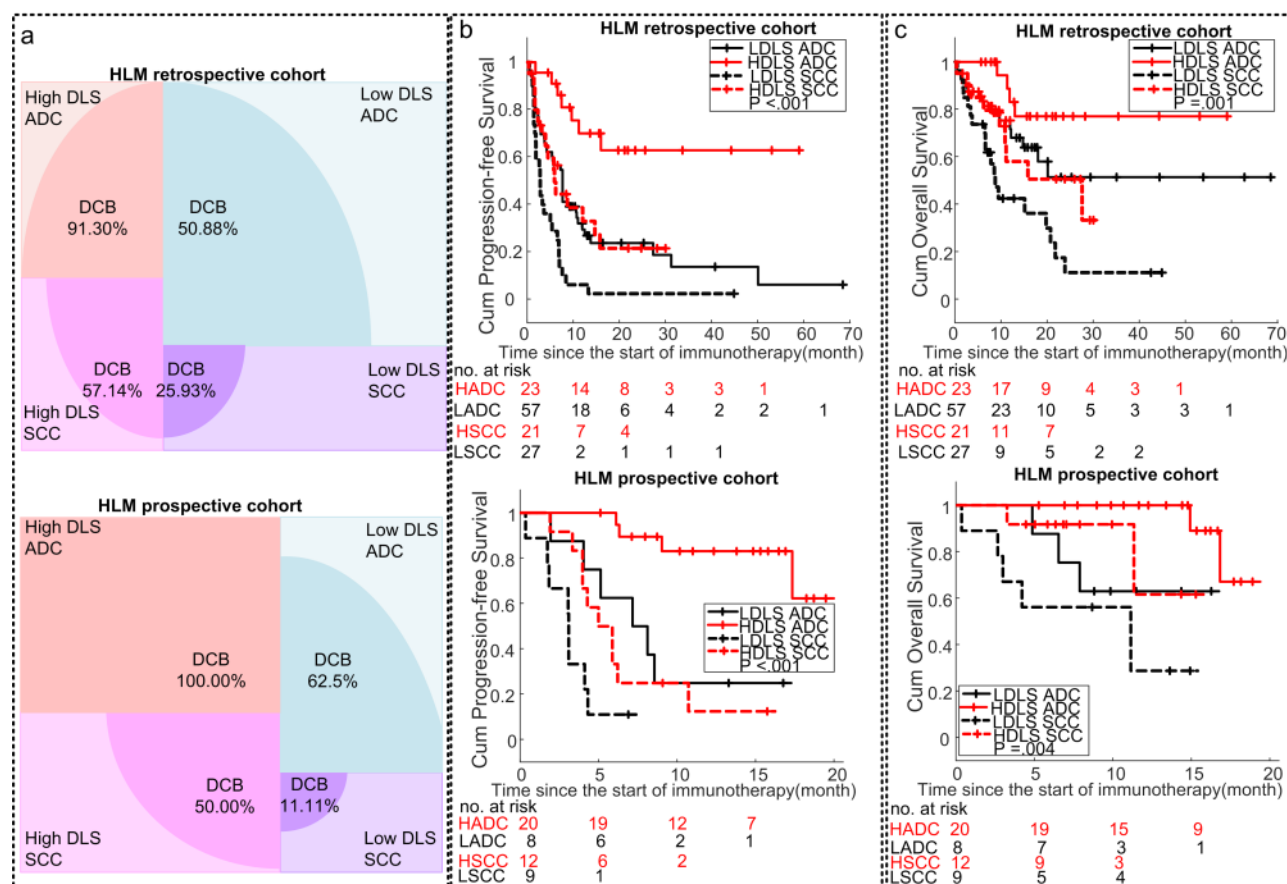 a
HLM retrospective cohort
High DLS
ADC
Low DLS
ADC
DCB
91.30%
DCB
50.88%
DCB
57.14%
DCB
25.93%
High DLS
SCC
Low DLS
SCC
HLM prospective cohort
High DLS
ADC
Low DLS
ADC
DCB
100.00%
DCB
62.5%
DCB
50.00%
DCB
11.11%
High DLS
SCC
Low DLS
SCC
b
HLM retrospective cohort
LDLS ADC
HDLS ADC
LDLS SCC
HDLS SCC
P <.001
Cum Progression-free Survival
1
0.8
0.6
0.4
0.2
0
0 10 20 30 40 50 60 70
Time since the start of immunotherapy(month)
no. at risk
HADC 23 14 8 3 3 1
LADC 57 18 6 4 2 2 1
HSCC 21 7 4
LSCC 27 2 1 1 1
HLM prospective cohort
Cum Progression-free Survival
1
0.8
0.6
0.4
0.2
0
LDLS ADC
HDLS ADC
LDLS SCC
HDLS SCC
P <.001
0 5 10 15 20
Time since the start of immunotherapy(month)
no. at risk
HADC 20 19 12 7
LADC 8 6 2 1
HSCC 12 6 2
LSCC 9 1
c
HLM retrospective cohort
LDLS ADC
HDLS ADC
LDLS SCC
HDLS SCC
P =.001
Cum Overall Survival
1
0.8
0.6
0.4
0.2
0
0 10 20 30 40 50 60 70
Time since the start of immunotherapy(month)
no. at risk
HADC 23 17 9 4 3 1
LADC 57 23 10 5 3 3 1
HSCC 21 11 7
LSCC 27 9 5 2 2
HLM prospective cohort
Cum Overall Survival
1
0.8
0.6
0.4
0.2
0
LDLS ADC
HDLS ADC
LDLS SCC
HDLS SCC
P =.004
0 5 10 15 20
Time since the start of immunotherapy(month)
no. at risk
HADC 20 19 15 9
LADC 8 7 3 1
HSCC 12 9 3
LSCC 9 5 4